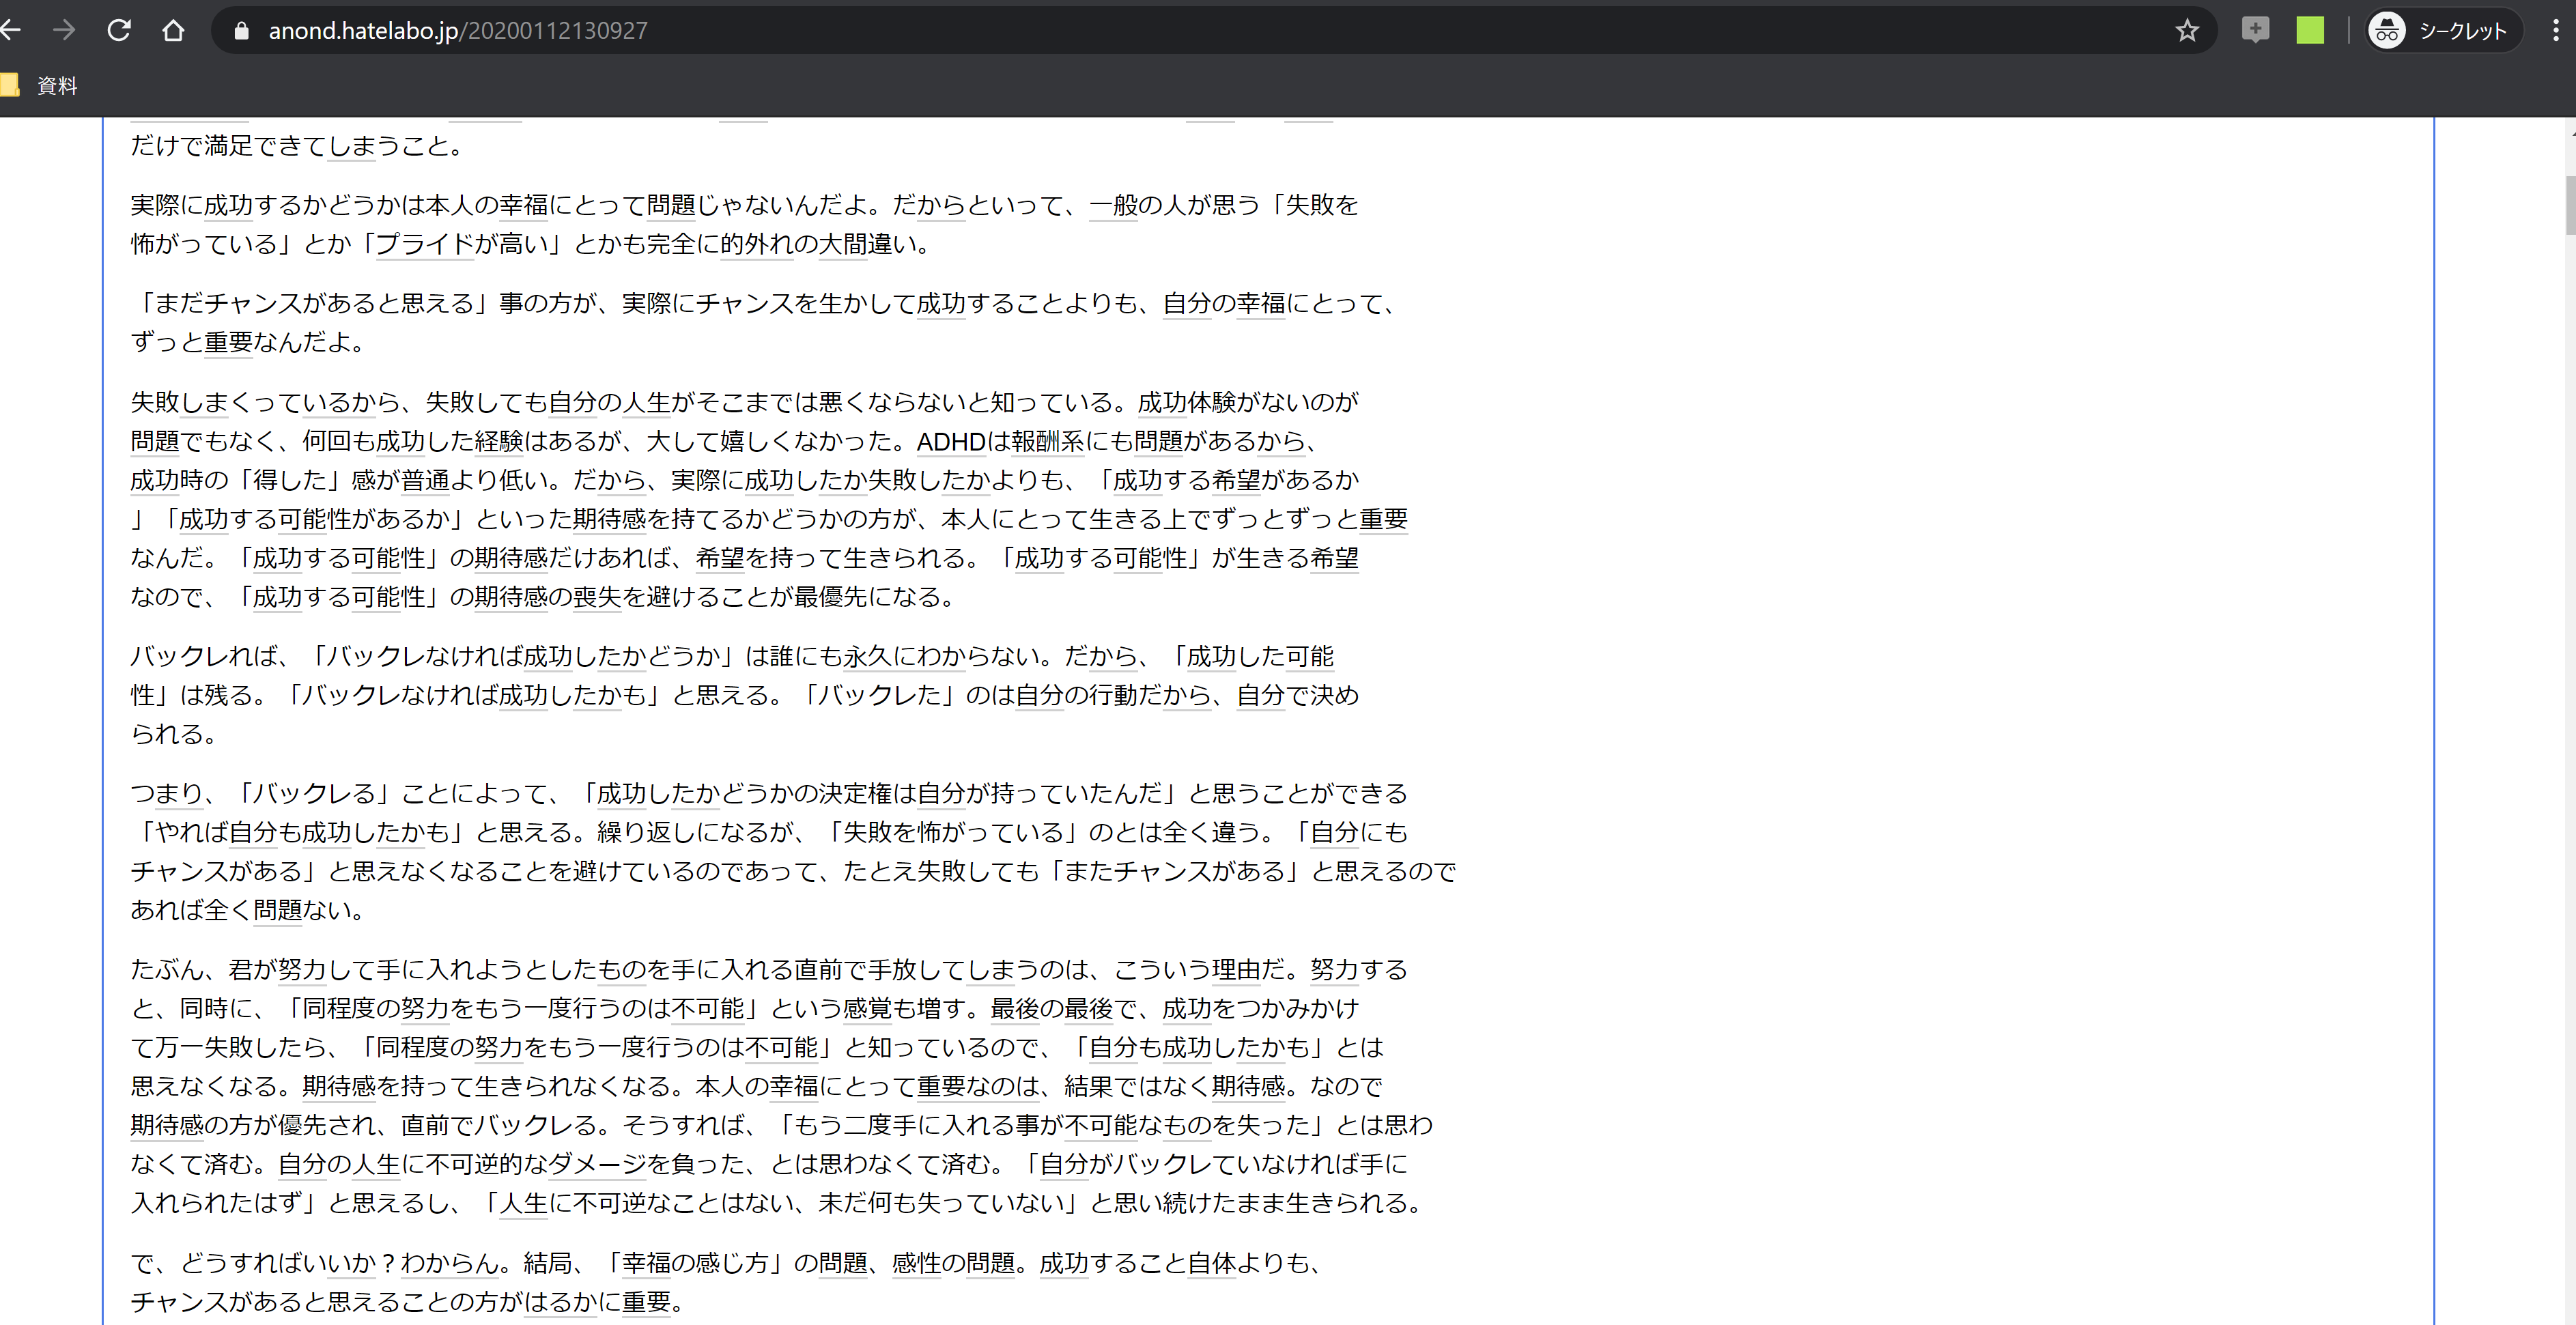 anond.hatelabo.jp/20200112130927
シークレット
資料
だけで満足できてしまうこと。
実際に成功するかどうかは本人の幸福にとって問題じゃないんだよ。だからといって、一般の人が思う「失敗を
怖がっている」とか「プライドが高い」とかも完全に的外れの大間違い。
「まだチャンスがあると思える」事の方が、実際にチャンスを生かして成功することよりも、自分の幸福にとって、
ずっと重要なんだよ。
失敗しまくっているから、失敗しても自分の人生がそこまでは悪くならないと知っている。成功体験がないのが
問題でもなく、何回も成功した経験はあるが、大して嬉しくなかった。ADHDは報酬系にも問題があるから、
成功時の「得した」感が普通より低い。だから、実際に成功したか失敗したかよりも、「成功する希望があるか
」「成功する可能性があるか」といった期待感を持てるかどうかの方が、本人にとって生きる上でずっとずっと重要
なんだ。「成功する可能性」の期待感だけあれば、希望を持って生きられる。「成功する可能性」が生きる希望
なので、「成功する可能性」の期待感の喪失を避けることが最優先になる。
バックレれば、「バックレなければ成功したかどうか」は誰にも永久にわからない。だから、「成功した可能
性」は残る。「バックレなければ成功したかも」と思える。「バックレた」のは自分の行動だから、自分で決め
られる。
つまり、「バックレる」ことによって、「成功したかどうかの決定権は自分が持っていたんだ」と思うことができる
「やれば自分も成功したかも」と思える。繰り返しになるが、「失敗を怖がっている」のとは全く違う。「自分にも
チャンスがある」と思えなくなることを避けているのであって、たとえ失敗しても「またチャンスがある」と思えるので
あれば全く問題ない。
たぶん、君が努力して手に入れようとしたものを手に入れる直前で手放してしまうのは、こういう理由だ。努力する
と、同時に、「同程度の努力をもう一度行うのは不可能」という感覚も増す。最後の最後で、成功をつかみかけ
て万一失敗したら、「同程度の努力をもう一度行うのは不可能」と知っているので、「自分も成功したかも」とは
思えなくなる。期待感を持って生きられなくなる。本人の幸福にとって重要なのは、結果ではなく期待感。なので
期待感の方が優先され、直前でバックレる。そうすれば、「もう二度手に入れる事が不可能なものを失った」とは思わ
なくて済む。自分の人生に不可逆的なダメージを負った、とは思わなくて済む。「自分がバックレていなければ手に
入れられたはず」と思えるし、「人生に不可逆なことはない、未だ何も失っていない」と思い続けたまま生きられる。
で、どうすればいいか？わからん。結局、「幸福の感じ方」の問題、感性の問題。成功すること自体よりも、
チャンスがあると思えることの方がはるかに重要。